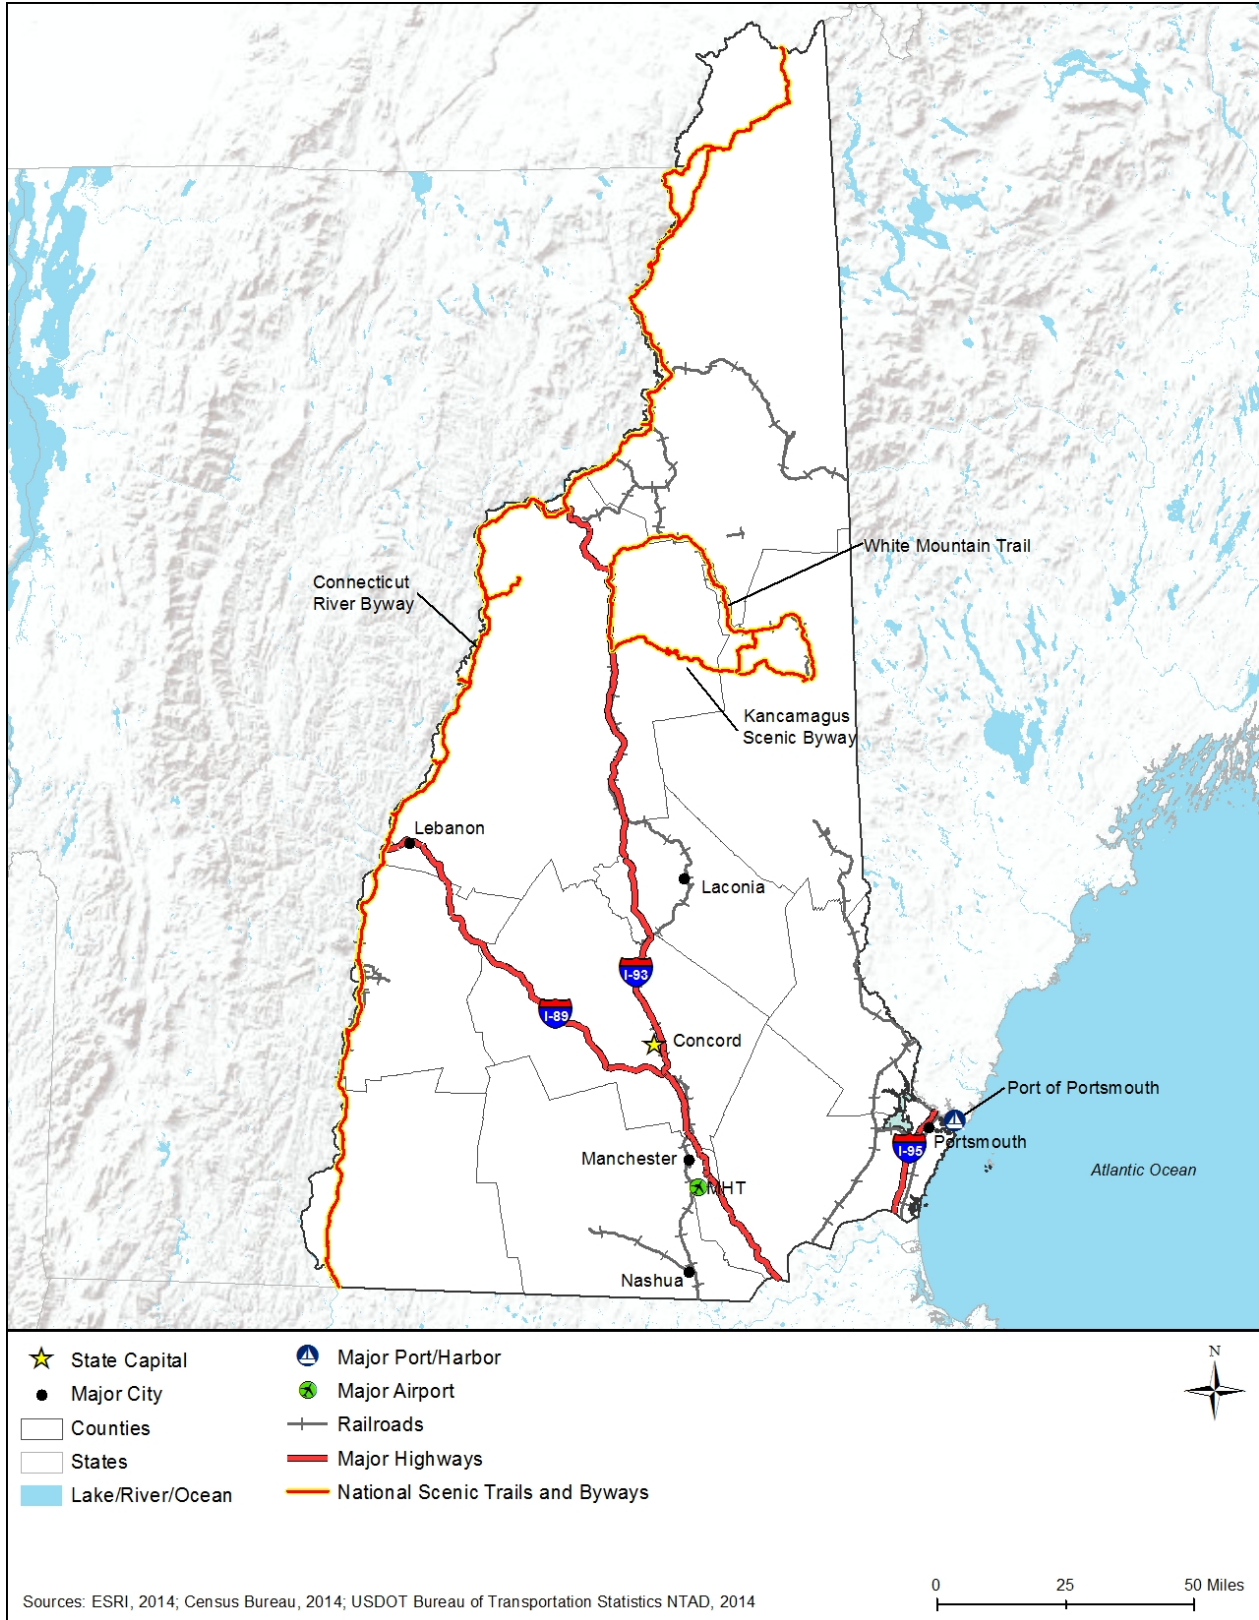 White Mountain Trail
Connecticut
River Byway
Kancamagus
Scenic Byway
Lebanon
Laconia
I-93
I-89
Concord
Port of Portsmouth
Portsmouth
I-95
Manchester
Atlantic Ocean
MHT
Nashua
State Capital
Major City
Counties
States
Lake/River/Ocean
Major Port/Harbor
Major Airport
Railroads
Major Highways
National Scenic Trails and Byways
N
0 25 50 Miles
Sources: ESRI, 2014; Census Bureau, 2014; USDOT Bureau of Transportation Statistics NTAD, 2014